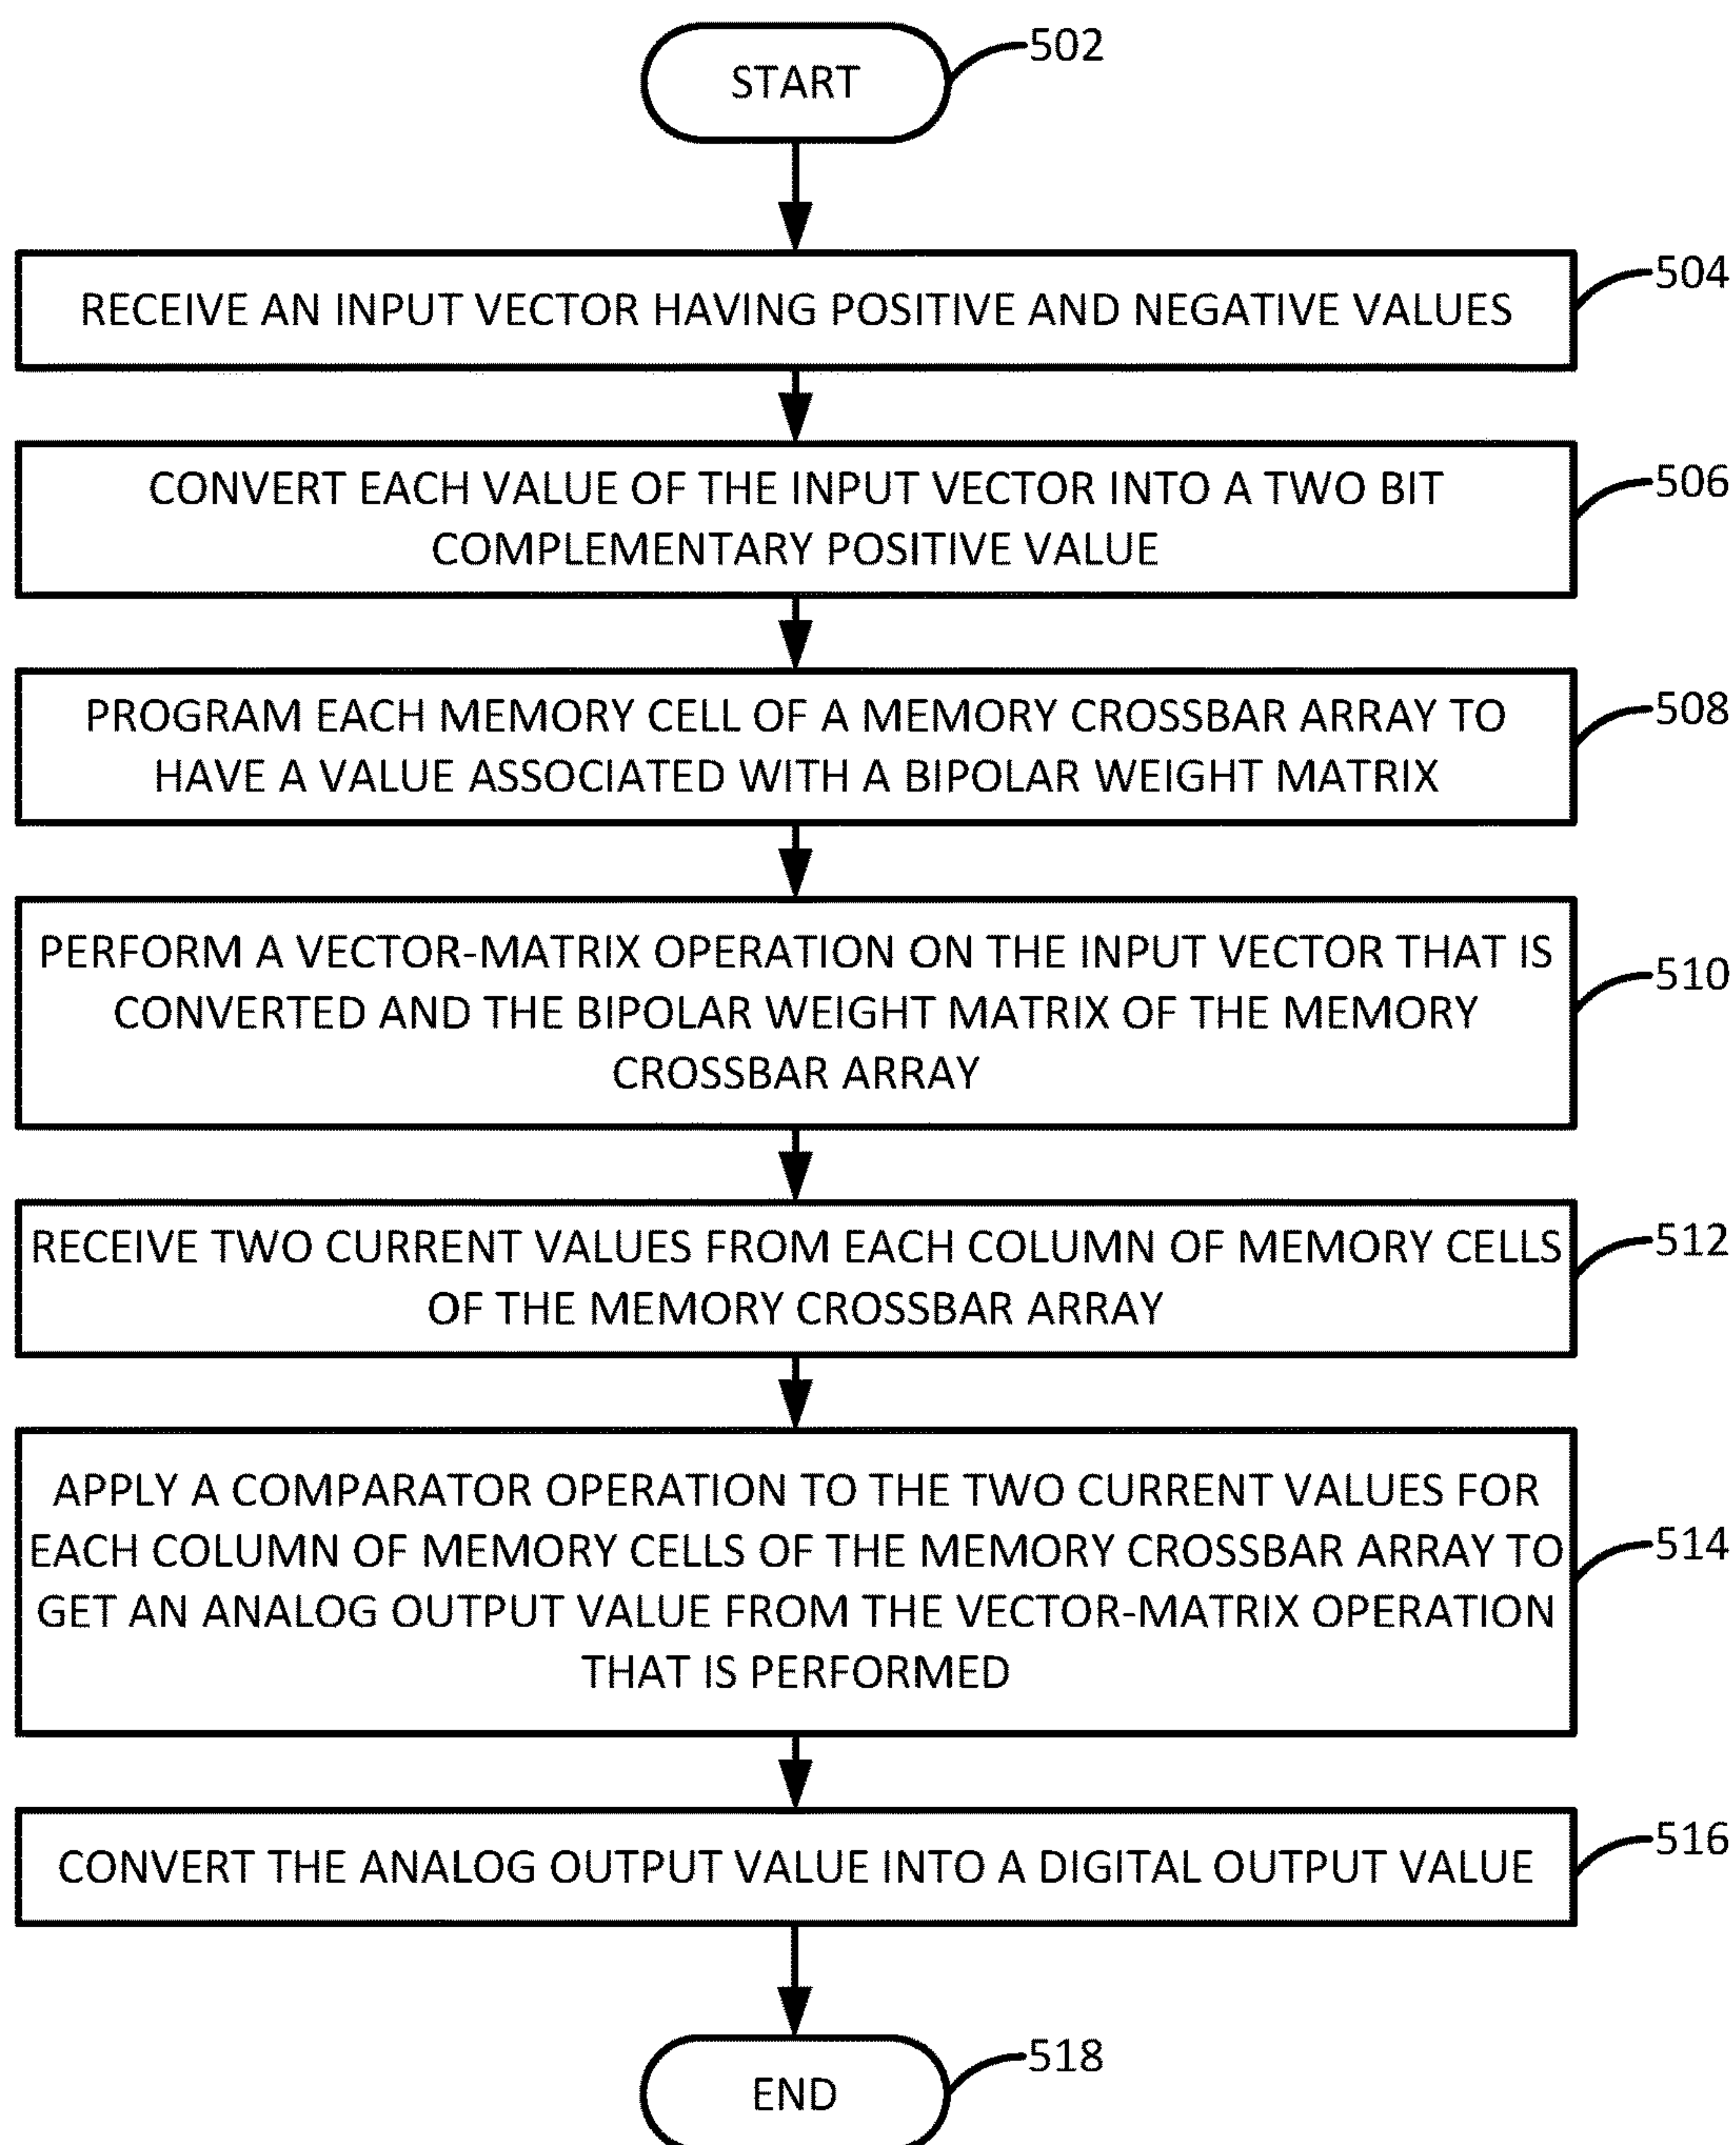 START
502
RECEIVE AN INPUT VECTOR HAVING POSITIVE AND NEGATIVE VALUES
504
CONVERT EACH VALUE OF THE INPUT VECTOR INTO A TWO BIT
COMPLEMENTARY POSITIVE VALUE
506
PROGRAM EACH MEMORY CELL OF A MEMORY CROSSBAR ARRAY TO
HAVE A VALUE ASSOCIATED WITH A BIPOLAR WEIGHT MATRIX
508
PERFORM A VECTOR-MATRIX OPERATION ON THE INPUT VECTOR THAT IS
CONVERTED AND THE BIPOLAR WEIGHT MATRIX OF THE MEMORY
CROSSBAR ARRAY
510
RECEIVE TWO CURRENT VALUES FROM EACH COLUMN OF MEMORY CELLS
OF THE MEMORY CROSSBAR ARRAY
512
APPLY A COMPARATOR OPERATION TO THE TWO CURRENT VALUES FOR
EACH COLUMN OF MEMORY CELLS OF THE MEMORY CROSSBAR ARRAY TO
GET AN ANALOG OUTPUT VALUE FROM THE VECTOR-MATRIX OPERATION
THAT IS PERFORMED
514
CONVERT THE ANALOG OUTPUT VALUE INTO A DIGITAL OUTPUT VALUE
516
END
518